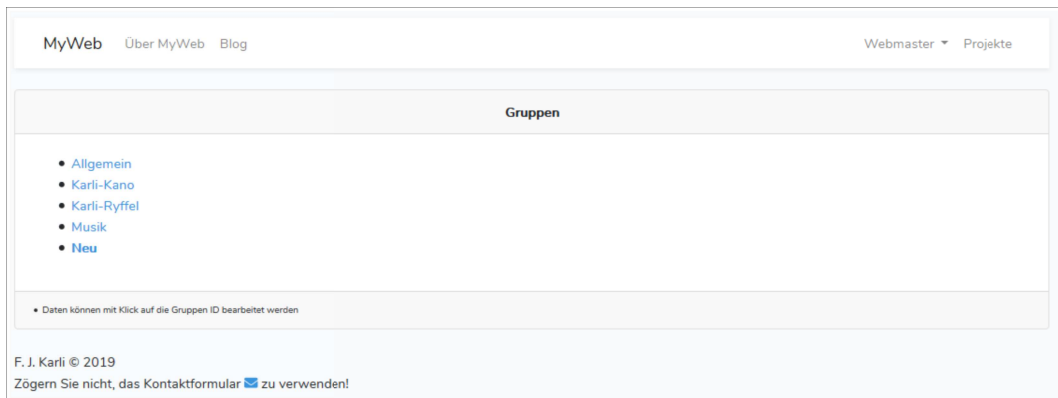 MyWeb Über MyWeb Blog Webmaster Projekte
Gruppen
Allgemein
Karli-Kano
Karli-Ryffel
Musik
Neu
Daten können mit Klick auf die Gruppen ID bearbeitet werden
F. J. Karli © 2019
Zögern Sie nicht, das Kontaktformular zu verwenden!